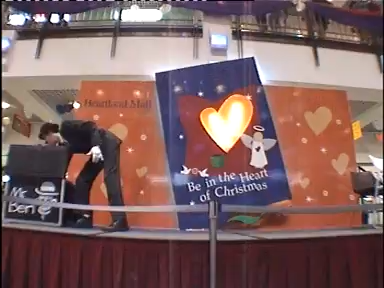 Heartland Mall
Be in the Heart
of Christmas
Mr
Ben